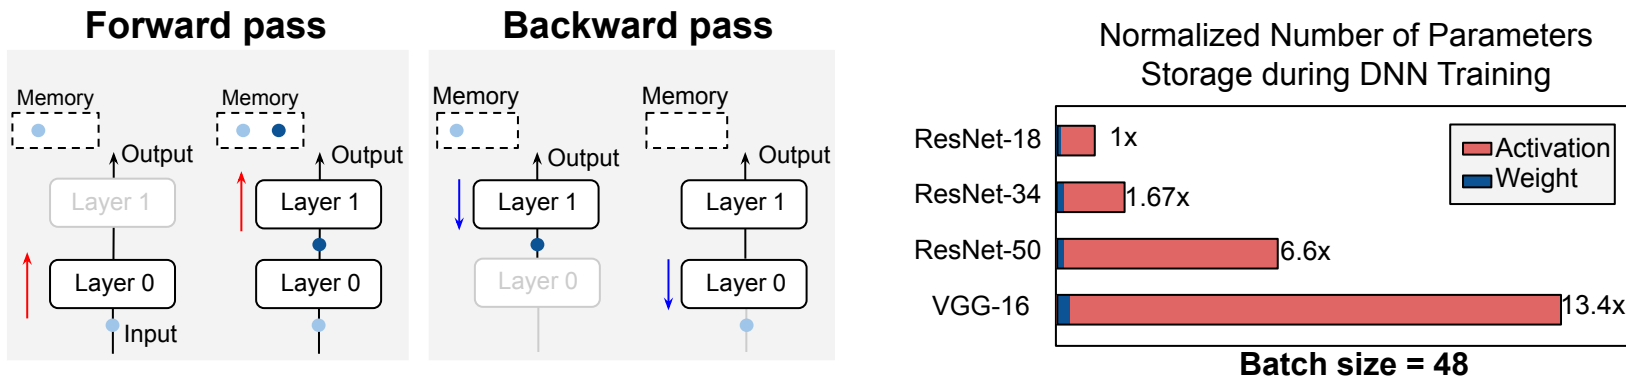 Forward pass
Memory
Memory
Output
Output
Layer 1
Layer 1
Layer 0
Layer 0
Input
Backward pass
Memory
Memory
Output
Output
Layer 1
Layer 1
Layer 0
Layer 0
Normalized Number of Parameters
Storage during DNN Training
ResNet-18
1x
ResNet-34
1.67x
ResNet-50
6.6x
VGG-16
13.4x
Activation
Weight
Batch size = 48